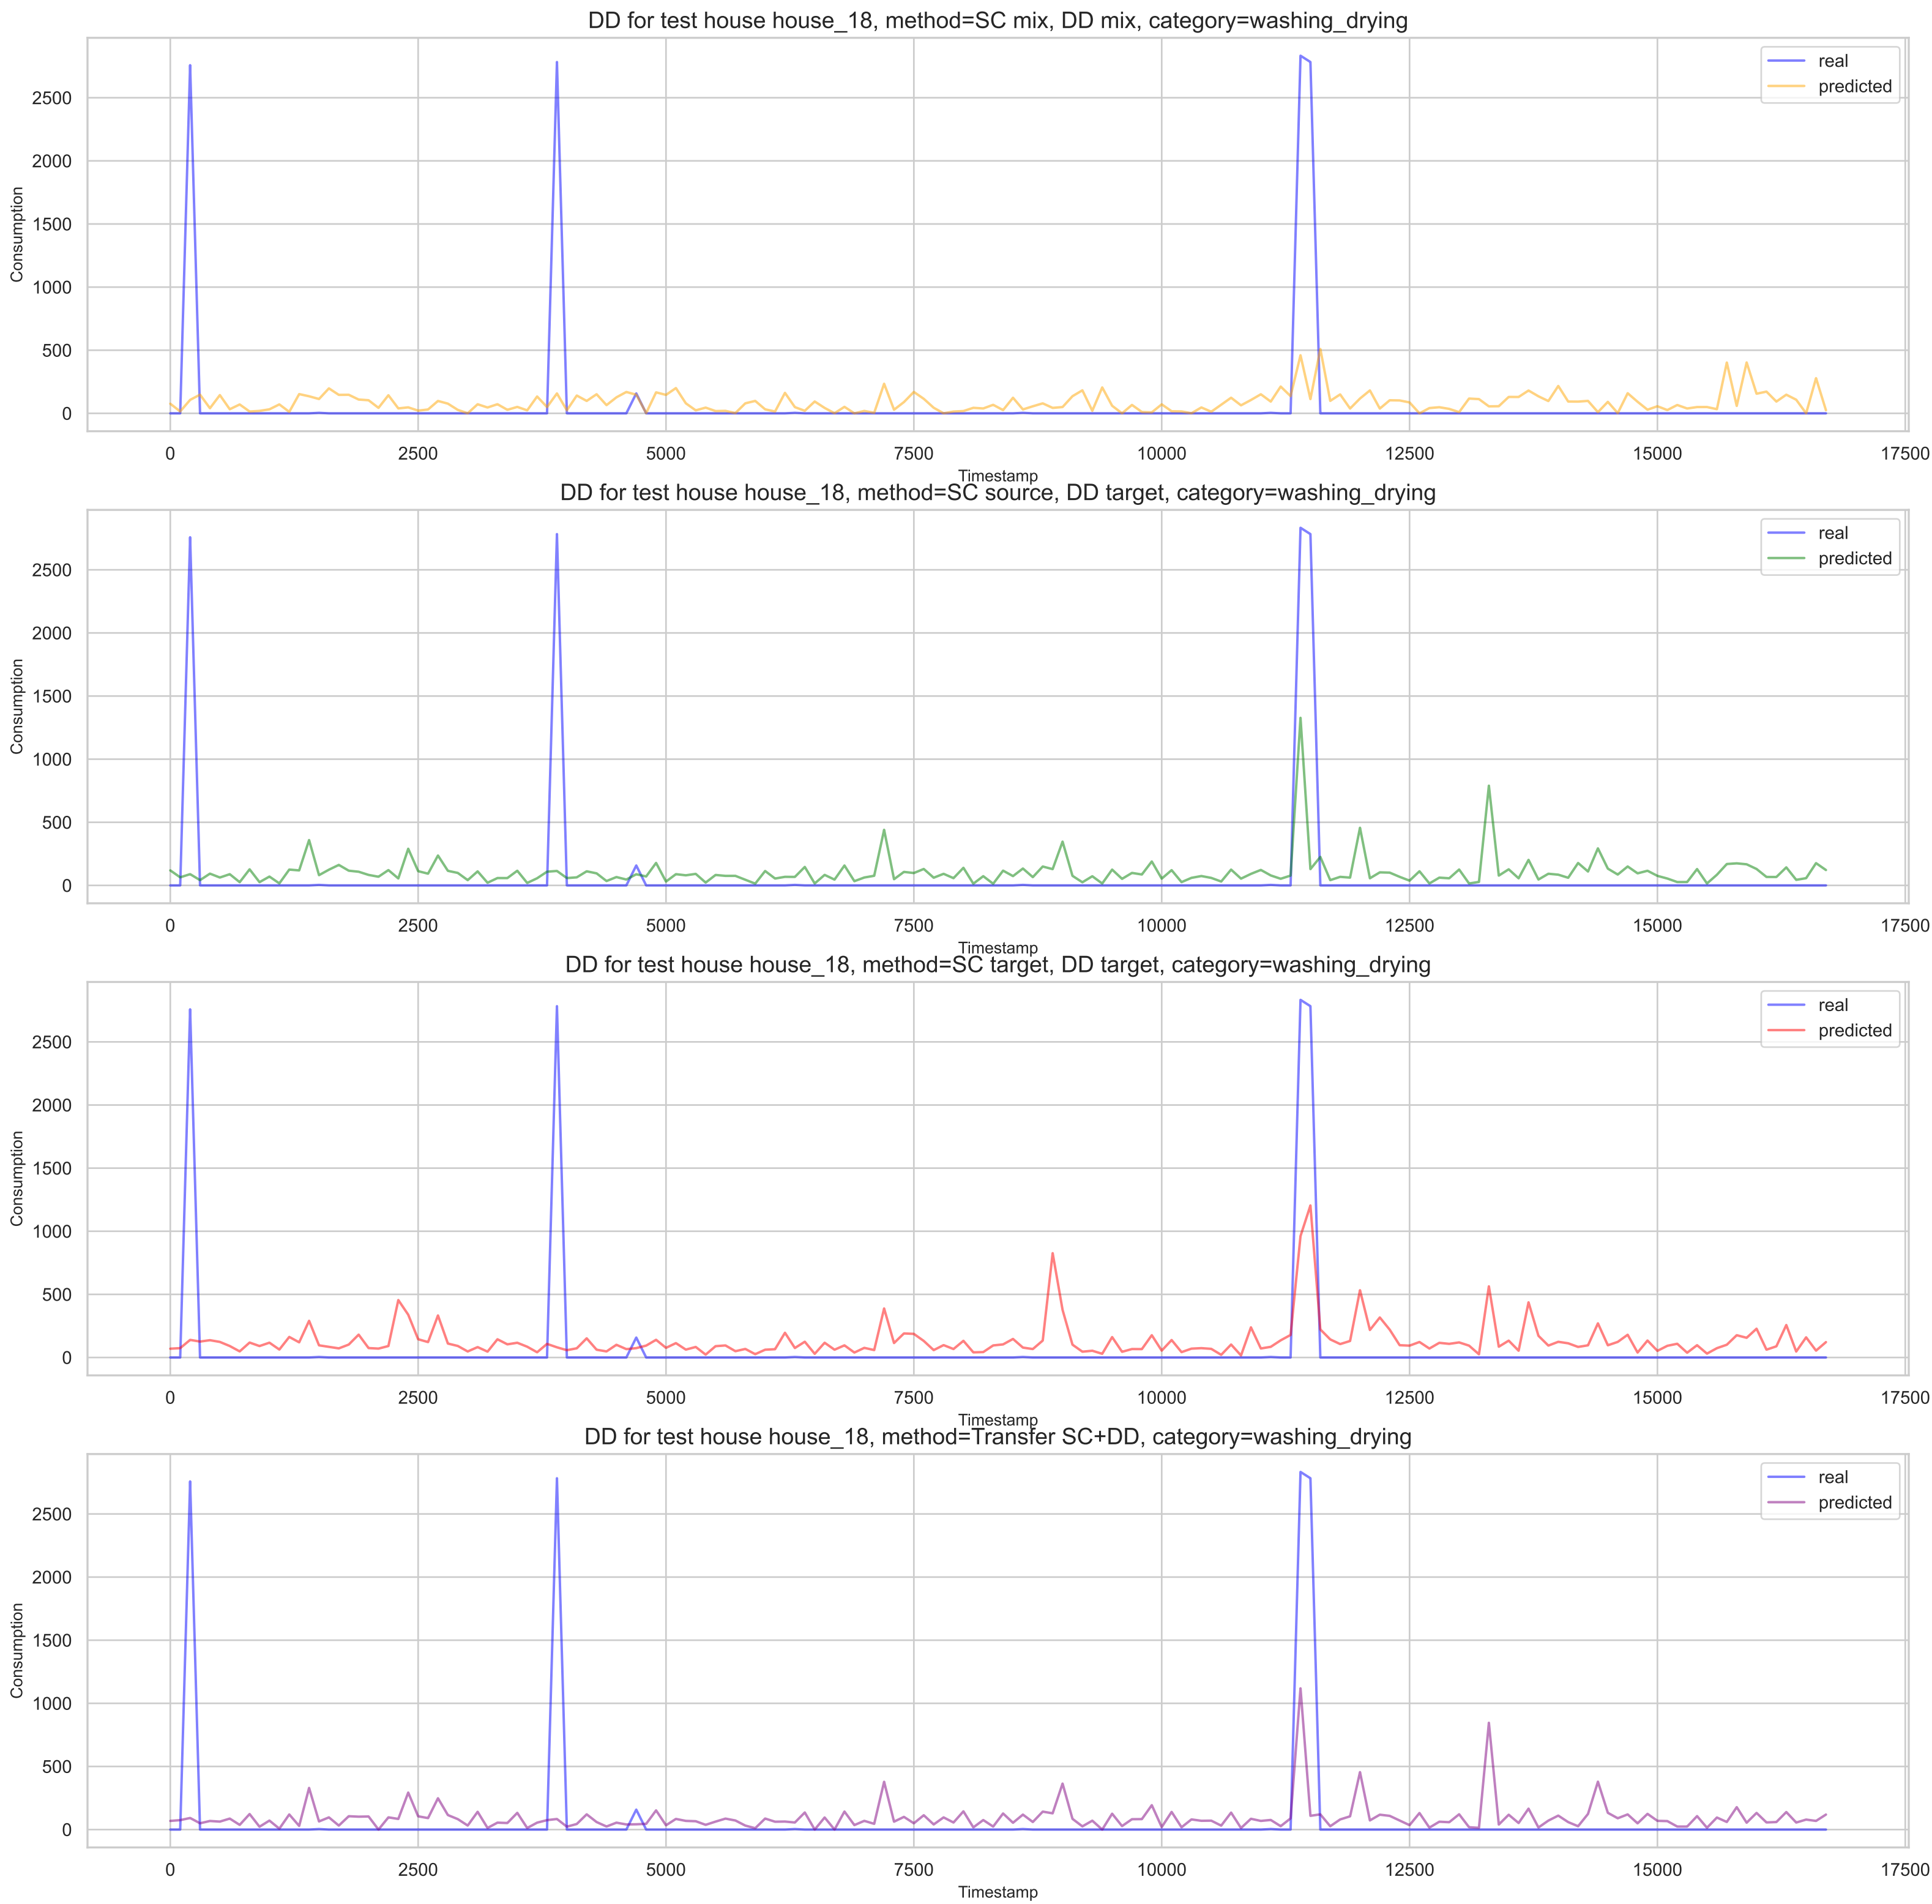 DD for test house house_18, method=SC mix, DD mix, category=washing_drying
real
predicted
2500
2000
1500
1000
500
0
Consumption
0 2500 5000 7500 10000 12500 15000 17500
Timestamp
DD for test house house_18, method=SC source, DD target, category=washing_drying
real
predicted
2500
2000
1500
1000
500
0
Consumption
0 2500 5000 7500 10000 12500 15000 17500
Timestamp
DD for test house house_18, method=SC target, DD target, category=washing_drying
real
predicted
2500
2000
1500
1000
500
0
Consumption
0 2500 5000 7500 10000 12500 15000 17500
Timestamp
DD for test house house_18, method=Transfer SC+DD, category=washing_drying
real
predicted
2500
2000
1500
1000
500
0
Consumption
0 2500 5000 7500 10000 12500 15000 17500
Timestamp